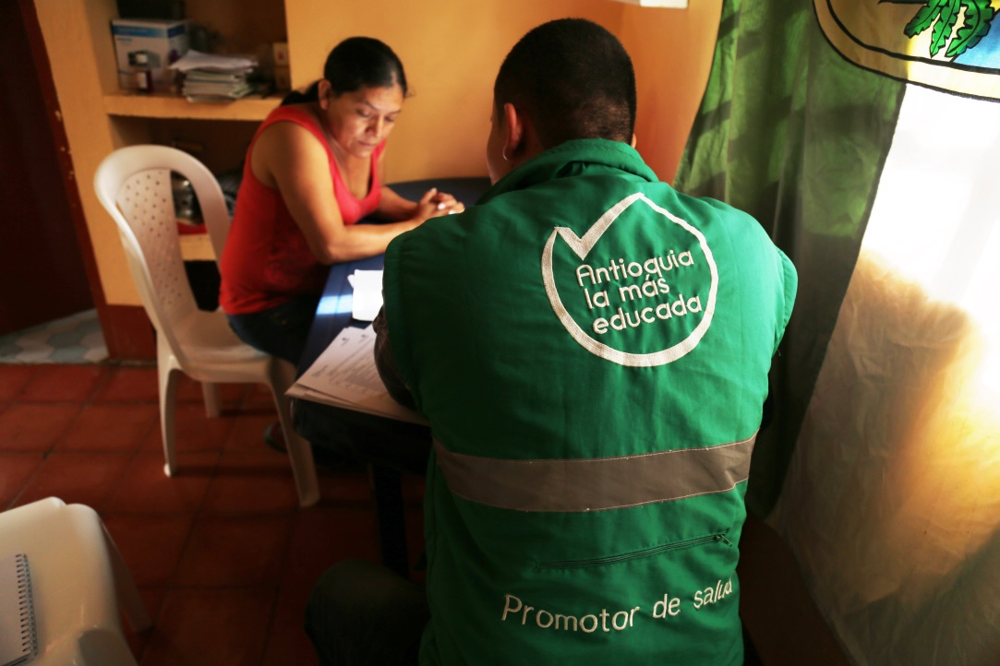 Antioquia
la más
educada
Promotor de salud